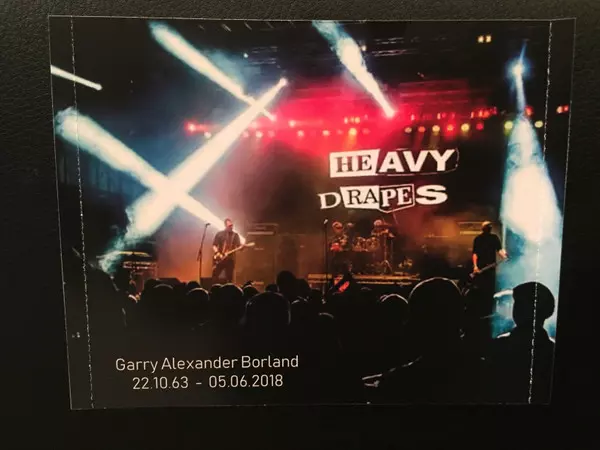 HEAVY
DRAPES
Garry Alexander Borland
22.10.63 - 05.06.2018